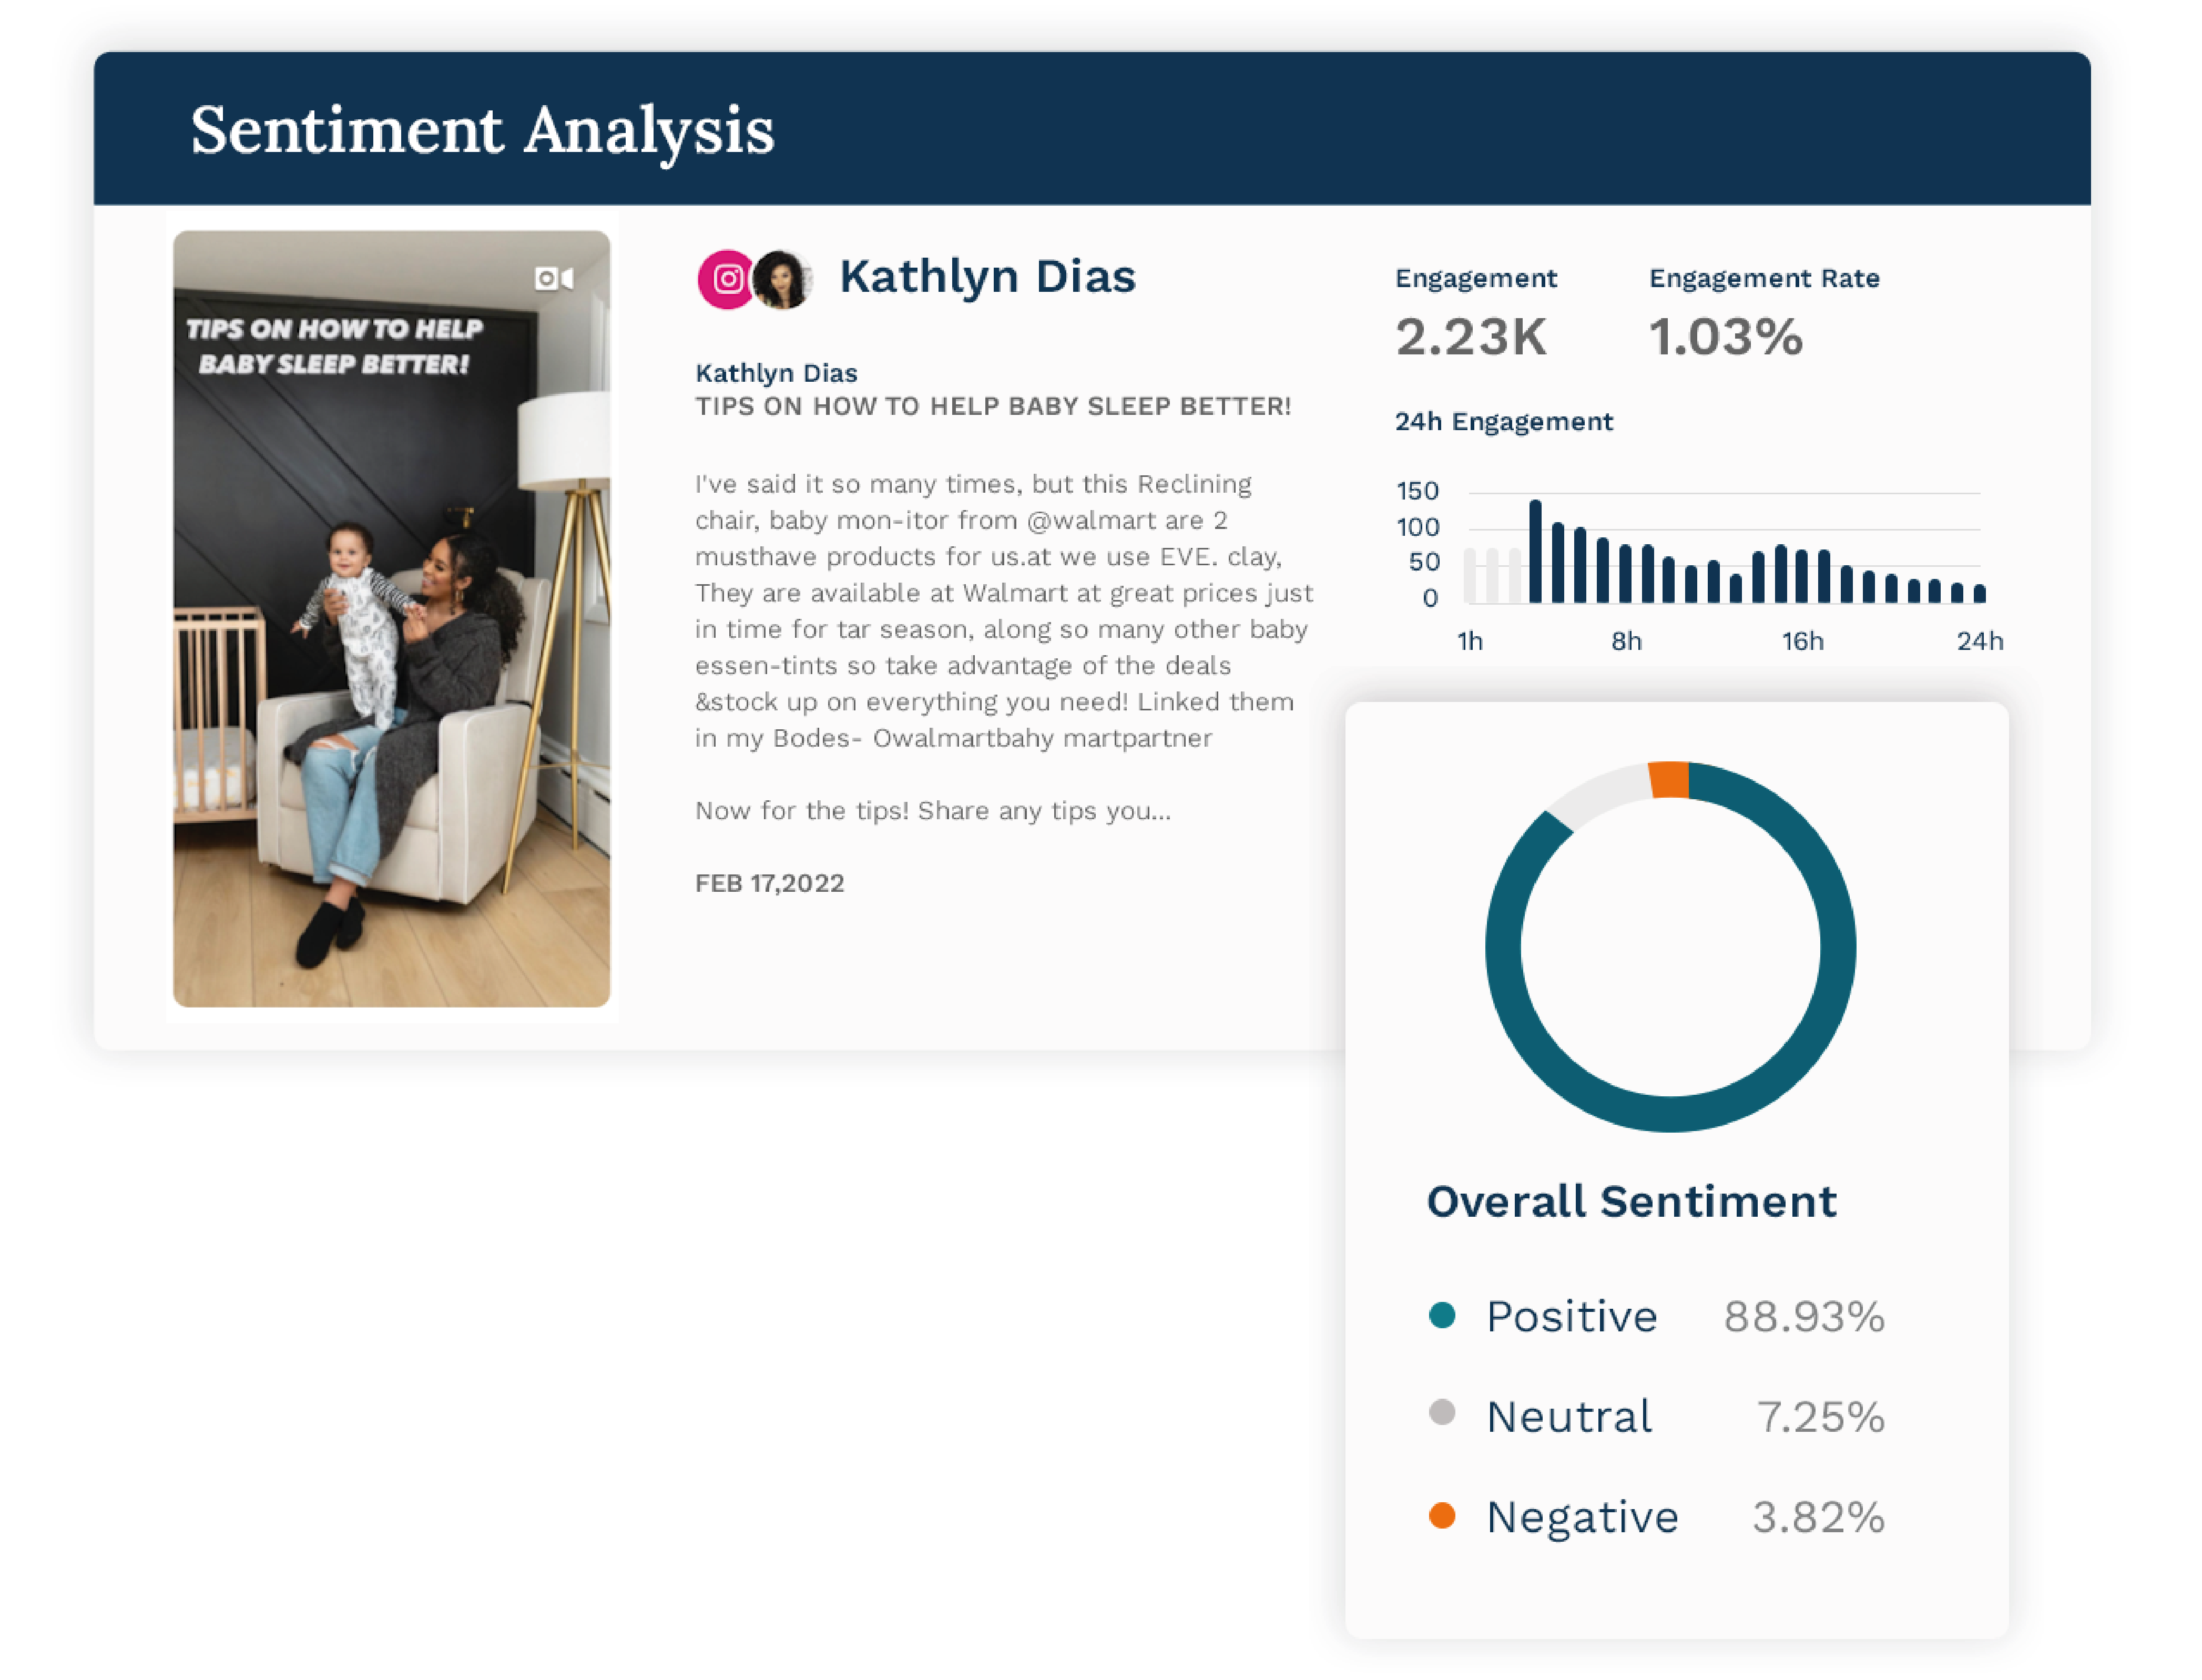 Sentiment Analysis
TIPS ON HOW TO HELP
BABY SLEEP BETTER!
Kathlyn Dias
Kathlyn Dias
TIPS ON HOW TO HELP BABY SLEEP BETTER!
I've said it so many times, but this Reclining
chair, baby mon-itor from @walmart are 2
musthave products for us.at we use EVE. clay,
They are available at Walmart at great prices just
in time for tar season, along so many other baby
essen-tints so take advantage of the deals
&stock up on everything you need! Linked them
in my Bodes- Owalmartbahy martpartner
Now for the tips! Share any tips you...
FEB 17,2022
Engagement Engagement Rate
2.23K 1.03%
24h Engagement
150
100
50
0
1h 8h 16h 24h
Overall Sentiment
Positive 88.93%
Neutral 7.25%
Negative 3.82%